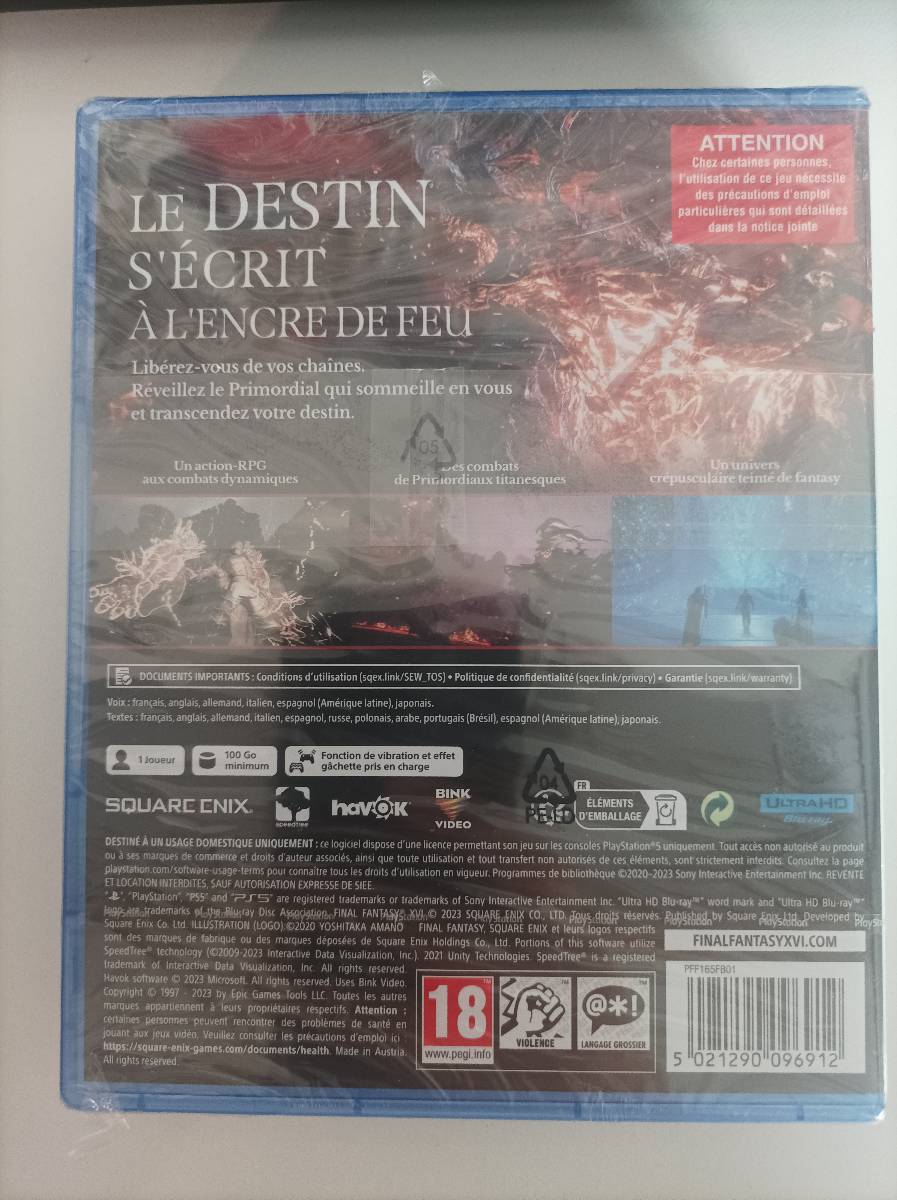 LE DESTIN
S'ÉCRIT
À L'ENCRE DE FEU
Libérez-vous de vos chaînes.
Réveillez le Primordial qui sommeille en vous
et transcendez votre destin.
ATTENTION
Chez certaines personnes,
l'utilisation de ce jeu nécessite
des précautions d'emploi
particulières qui sont détaillées
dans la notice jointe
05
Un action-RPG
aux combats dynamiques
Des combats
de Primordiaux titanesques
Un univers
crépusculaire teinté de fantasy
DOCUMENTS IMPORTANTS : Conditions d'utilisation (sqex.link/SEW_TOS) • Politique de confidentialité (sqex.link/privacy) • Garantie (sqex.link/warranty)
Voix : français, anglais, allemand, italien, espagnol (Amérique latine), japonais.
Textes : français, anglais, allemand, italien, espagnol, russe, polonais, arabe, portugais (Brésil), espagnol (Amérique latine), japonais.
1 Joueur
100 Go
minimum
Fonction de vibration et effet
gâchette pris en charge
SQUARE ENIX
SpeedTree
havok
BINK
VIDEO
04
FR
ÉLÉMENTS
D'EMBALLAGE
ULTRA HD
Blu-ray
DESTINÉ À UN USAGE DOMESTIQUE UNIQUEMENT : ce logiciel dispose d'une licence permettant son jeu sur les consoles PlayStation®5 uniquement. Tout accès non autorisé au produit
ou à ses marques de commerce et droits d'auteur associés, ainsi que toute utilisation et tout transfert non autorisés de ces éléments, sont strictement interdits. Consultez la page
playstation.com/software-usage-terms pour connaître tous les droits d'utilisation en vigueur. Programmes de bibliothèque ©2020-2023 Sony Interactive Entertainment Inc. REVENTE
ET LOCATION INTERDITES, SAUF AUTORISATION EXPRESSE DE SIEE.
"PlayStation", "PS5" and "PS5" are registered trademarks or trademarks of Sony Interactive Entertainment Inc. "Ultra HD Blu-ray™" word mark and "Ultra HD Blu-ray™"
logo are trademarks of the Blu-ray Disc Association. FINAL FANTASY® XVI © 2023 SQUARE ENIX CO., LTD. Tous droits réservés. Published by Square Enix Ltd. Developed by
Square Enix Co. Ltd. ILLUSTRATION (LOGO):©2020 YOSHITAKA AMANO FINAL FANTASY, SQUARE ENIX et leurs logos respectifs
sont des marques de fabrique ou des marques déposées de Square Enix Holdings Co., Ltd. Portions of this software utilize
SpeedTree® technology (©2009-2023 Interactive Data Visualization, Inc.). 2021 Unity Technologies. SpeedTree® is a registered
trademark of Interactive Data Visualization, Inc. All rights reserved.
Havok software © 2023 Microsoft. All rights reserved. Uses Bink Video.
Copyright © 1997 - 2023 by Epic Games Tools LLC. Toutes les autres
marques appartiennent à leurs propriétaires respectifs. Attention :
certaines personnes peuvent rencontrer des problèmes de santé en
jouant aux jeux vidéo. Veuillez consulter les précautions d'emploi ici :
https://square-enix-games.com/documents/health. Made in Austria.
All rights reserved.
FINALFANTASYXVI.COM
18
www.pegi.info
VIOLENCE
@*!
LANGAGE GROSSIER
PFF165FB01
5 021290 096912